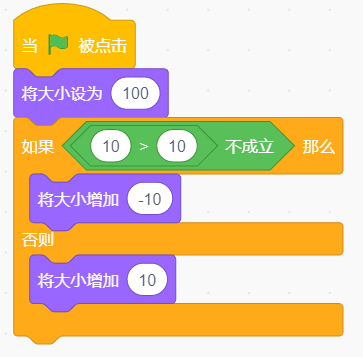 当 被点击
将大小设为 100
如果 10 > 10 不成立 那么
将大小增加 -10
否则
将大小增加 10